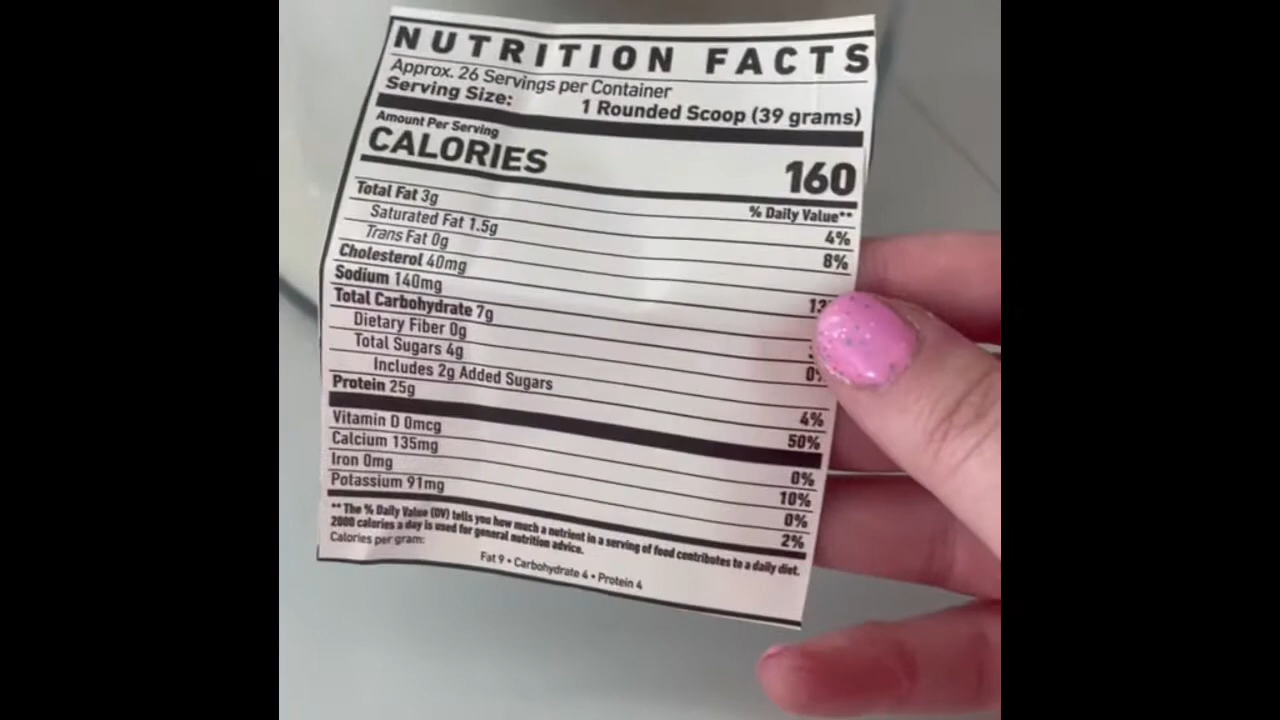 NUTRITION FACTS
Approx. 26 Servings per Container
Serving Size: 1 Rounded Scoop (39 grams)
Amount Per Serving
CALORIES 160
% Daily Value**
Total Fat 3g 4%
Saturated Fat 1.5g 8%
Trans Fat 0g
Cholesterol 40mg
Sodium 140mg
Total Carbohydrate 7g
Dietary Fiber 0g 0%
Total Sugars 4g
Includes 2g Added Sugars 4%
Protein 25g 50%
Vitamin D 0mcg 0%
Calcium 135mg 10%
Iron 0mg 0%
Potassium 91mg 2%
** The % Daily Value (DV) tells you how much a nutrient in a serving of food contributes to a daily diet.
2000 calories a day is used for general nutrition advice.
Calories per gram:
Fat 9 • Carbohydrate 4 • Protein 4